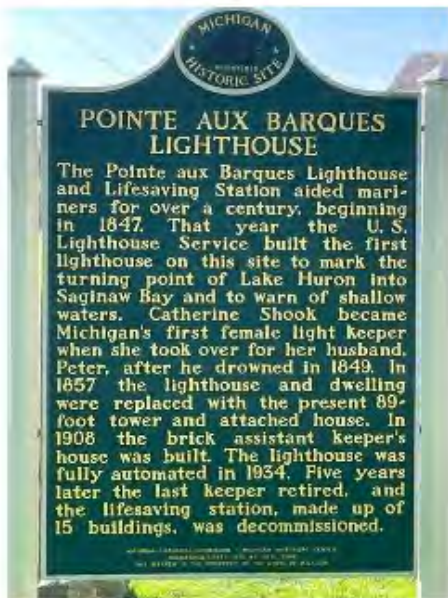 MICHIGAN
HISTORIC SITE
POINTE AUX BARQUES
LIGHTHOUSE
The Pointe aux Barques Lighthouse
and Lifesaving Station aided mari-
ners for over a century, beginning
in 1847. That year the U.S.
Lighthouse Service built the first
lighthouse on this site to mark the
turning point of Lake Huron into
Saginaw Bay and to warn of shallow
waters. Catherine Shook became
Michigan's first female light keeper
when she took over for her husband,
Peter, after he drowned in 1849. In
1857 the lighthouse and dwelling
were replaced with the present 89-
foot tower and attached house. In
1908 the brick assistant keeper's
house was built. The lighthouse was
fully automated in 1934. Five years
later the last keeper retired, and
the lifesaving station, made up of
15 buildings, was decommissioned.